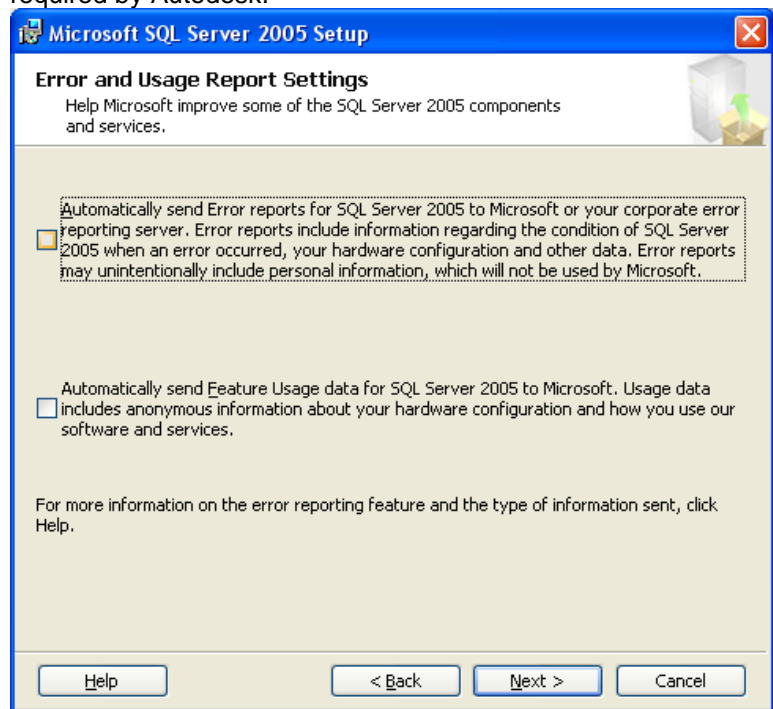 required by Autodesk.
Microsoft SQL Server 2005 Setup
Error and Usage Report Settings
Help Microsoft improve some of the SQL Server 2005 components
and services.
Automatically send Error reports for SQL Server 2005 to Microsoft or your corporate error
reporting server. Error reports include information regarding the condition of SQL Server
2005 when an error occurred, your hardware configuration and other data. Error reports
may unintentionally include personal information, which will not be used by Microsoft.
Automatically send Feature Usage data for SQL Server 2005 to Microsoft. Usage data
includes anonymous information about your hardware configuration and how you use our
software and services.
For more information on the error reporting feature and the type of information sent, click
Help.
Help < Back Next > Cancel